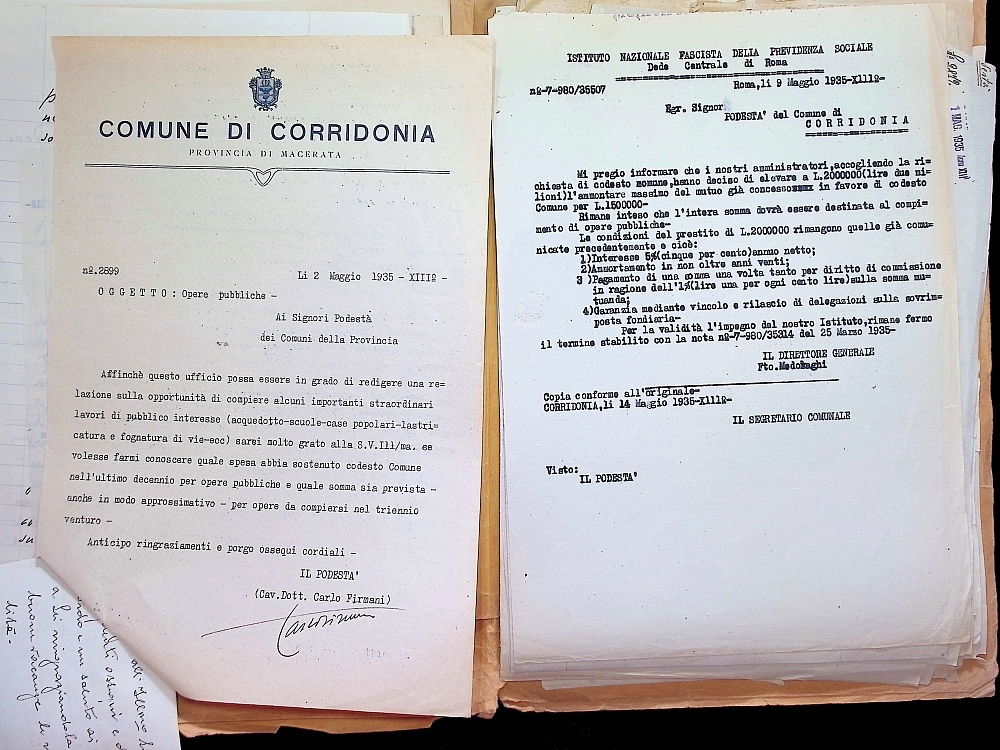 COMUNE DI CORRIDONIA
PROVINCIA DI MACERATA
nº.2899
Li 2 Maggio 1935 - XIIIº -
OGGETTO: Opere pubbliche -
Ai Signori Podestà
dei Comuni della Provincia
Affinchè questo ufficio possa essere in grado di redigere una re=
lazione sulla opportunità di compiere alcuni importanti straordinari
lavori di pubblico interesse (acquedotto-scuole-case popolari-lastri-
catura e fognatura di vie-ecc) sarei molto grato alla S.V.Ill/ma. se
volesse farmi conoscere quale spesa abbia sostenuto codesto Comune
nell'ultimo decennio per opere pubbliche e quale somma sia prevista -
anche in modo approssimativo - per opere da compiersi nel triennio
venturo -
Anticipo ringraziamenti e porgo ossequi cordiali -
IL PODESTA'
(Cav.Dott. Carlo Firmani)
ISTITUTO NAZIONALE FASCISTA DELLA PREVIDENZA SOCIALE
Dede Centrale di Roma
nº-7-980/35507
Roma,li 9 Maggio 1935-XIIIº-
Egr. Signor
PODESTA' del Comune di
CORRIDONIA
Mi pregio informare che i nostri amministratori,accogliendo la ri=
chiesta di codesto comune,hanno deciso di elevare a L.2000000(lire due mi=
lioni)l'ammontare massimo del mutuo già concesso in favore di codesto
Comune per L.1500000-
Rimane inteso che l'intera somma dovrà essere destinata al compi=
mento di opere pubbliche-
Le condizioni del prestito di L.2000000 rimangono quelle già comu=
nicate precedentemente e cioè:
1)Interesse 5%(cinque per cento)annuo netto;
2)Ammortamento in non oltre anni venti;
3 )Pagamento di una somma una volta tanto per diritto di commissione
in ragione dell'1%(lire una per ogni cento lire)sulla somma mu=
tuanda;
4)Garanzia mediante vincolo e rilascio di delegazioni sulla sovrim=
posta fondiaria-
Per la validità l'impegno del nostro Istituto,rimane fermo
il termine stabilito con la nota nº-7-980/35314 del 25 Marzo 1935-
IL DIRETTORE GENERALE
Fto.Medolaghi
Copia conforme all'originale-
CORRIDONIA,li 14 Maggio 1935-XIIIº-
IL SEGRETARIO COMUNALE
Visto:
IL PODESTA'
MAG. 1935